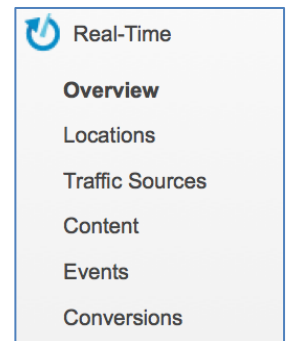 Real-Time
Overview
Locations
Traffic Sources
Content
Events
Conversions